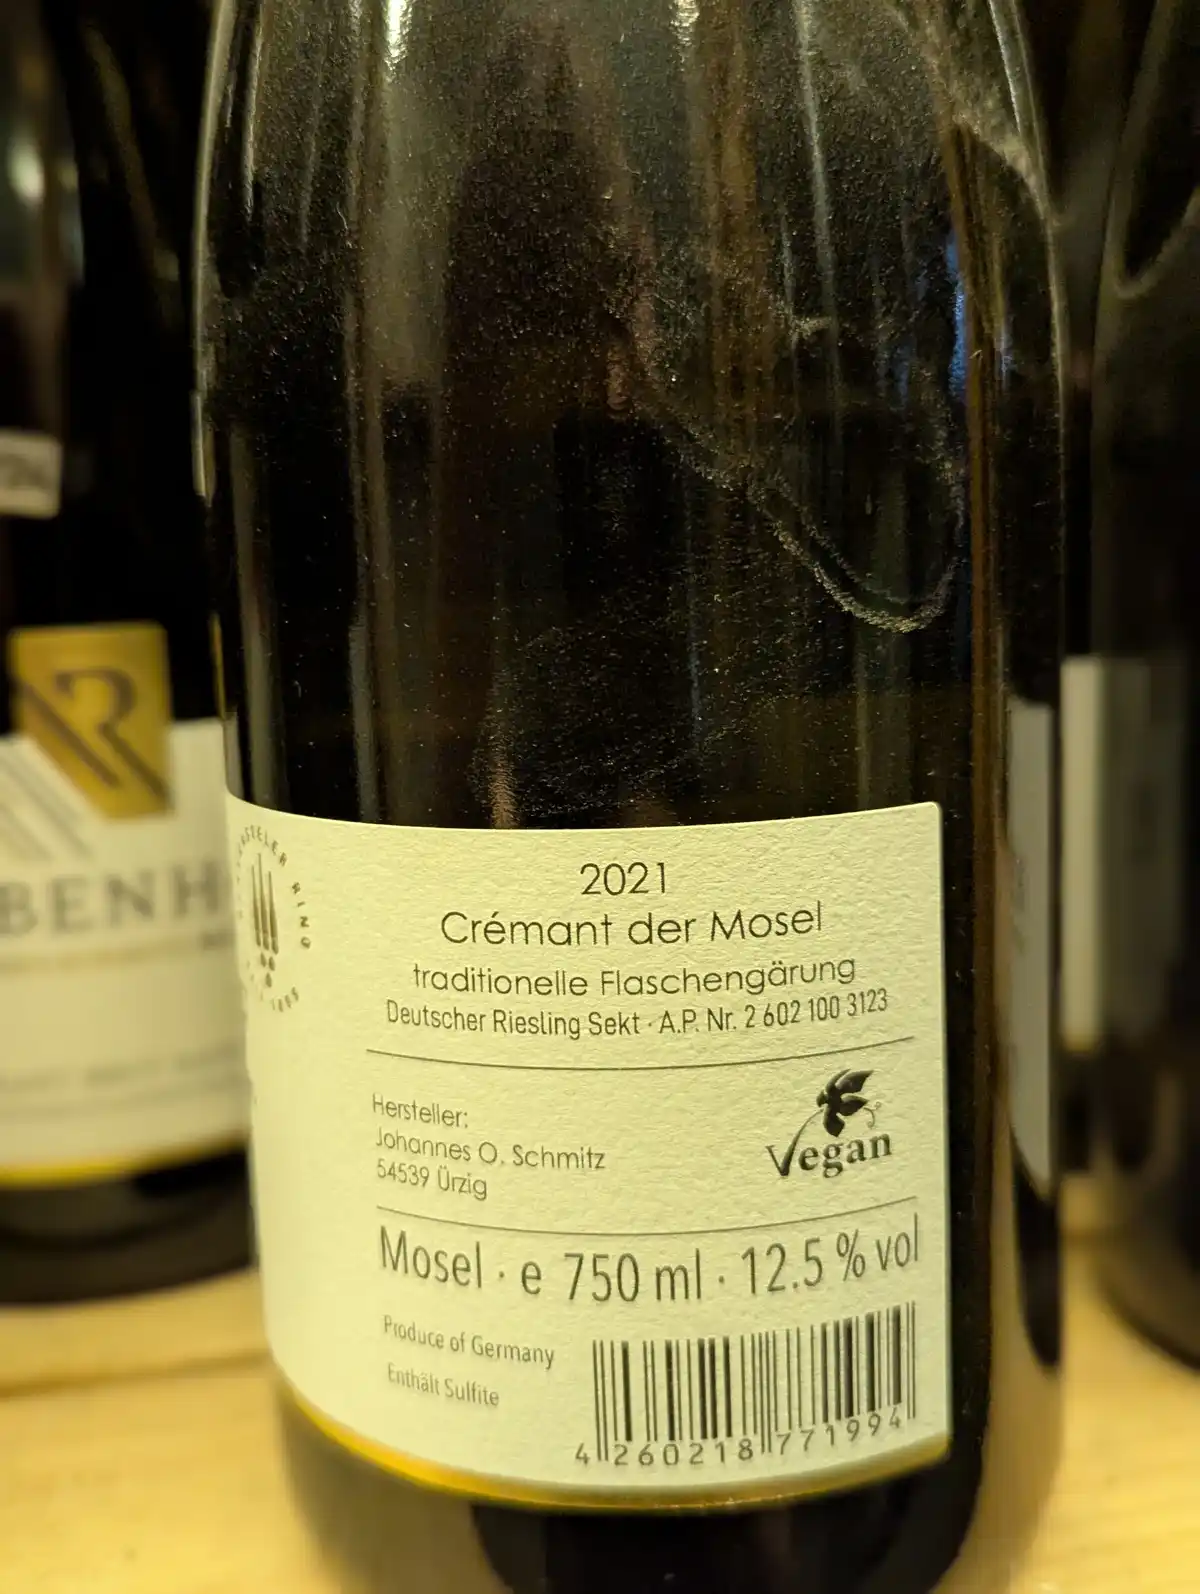 2021
Crémant der Mosel
traditionelle Flaschengärung
Deutscher Riesling Sekt · A.P. Nr. 2 602 100 3123
Hersteller:
Johannes O. Schmitz
54539 Ürzig
Vegan
Mosel · e 750 ml · 12.5 % vol
Produce of Germany
Enthält Sulfite
4 260218 771994
R
BENH
RING